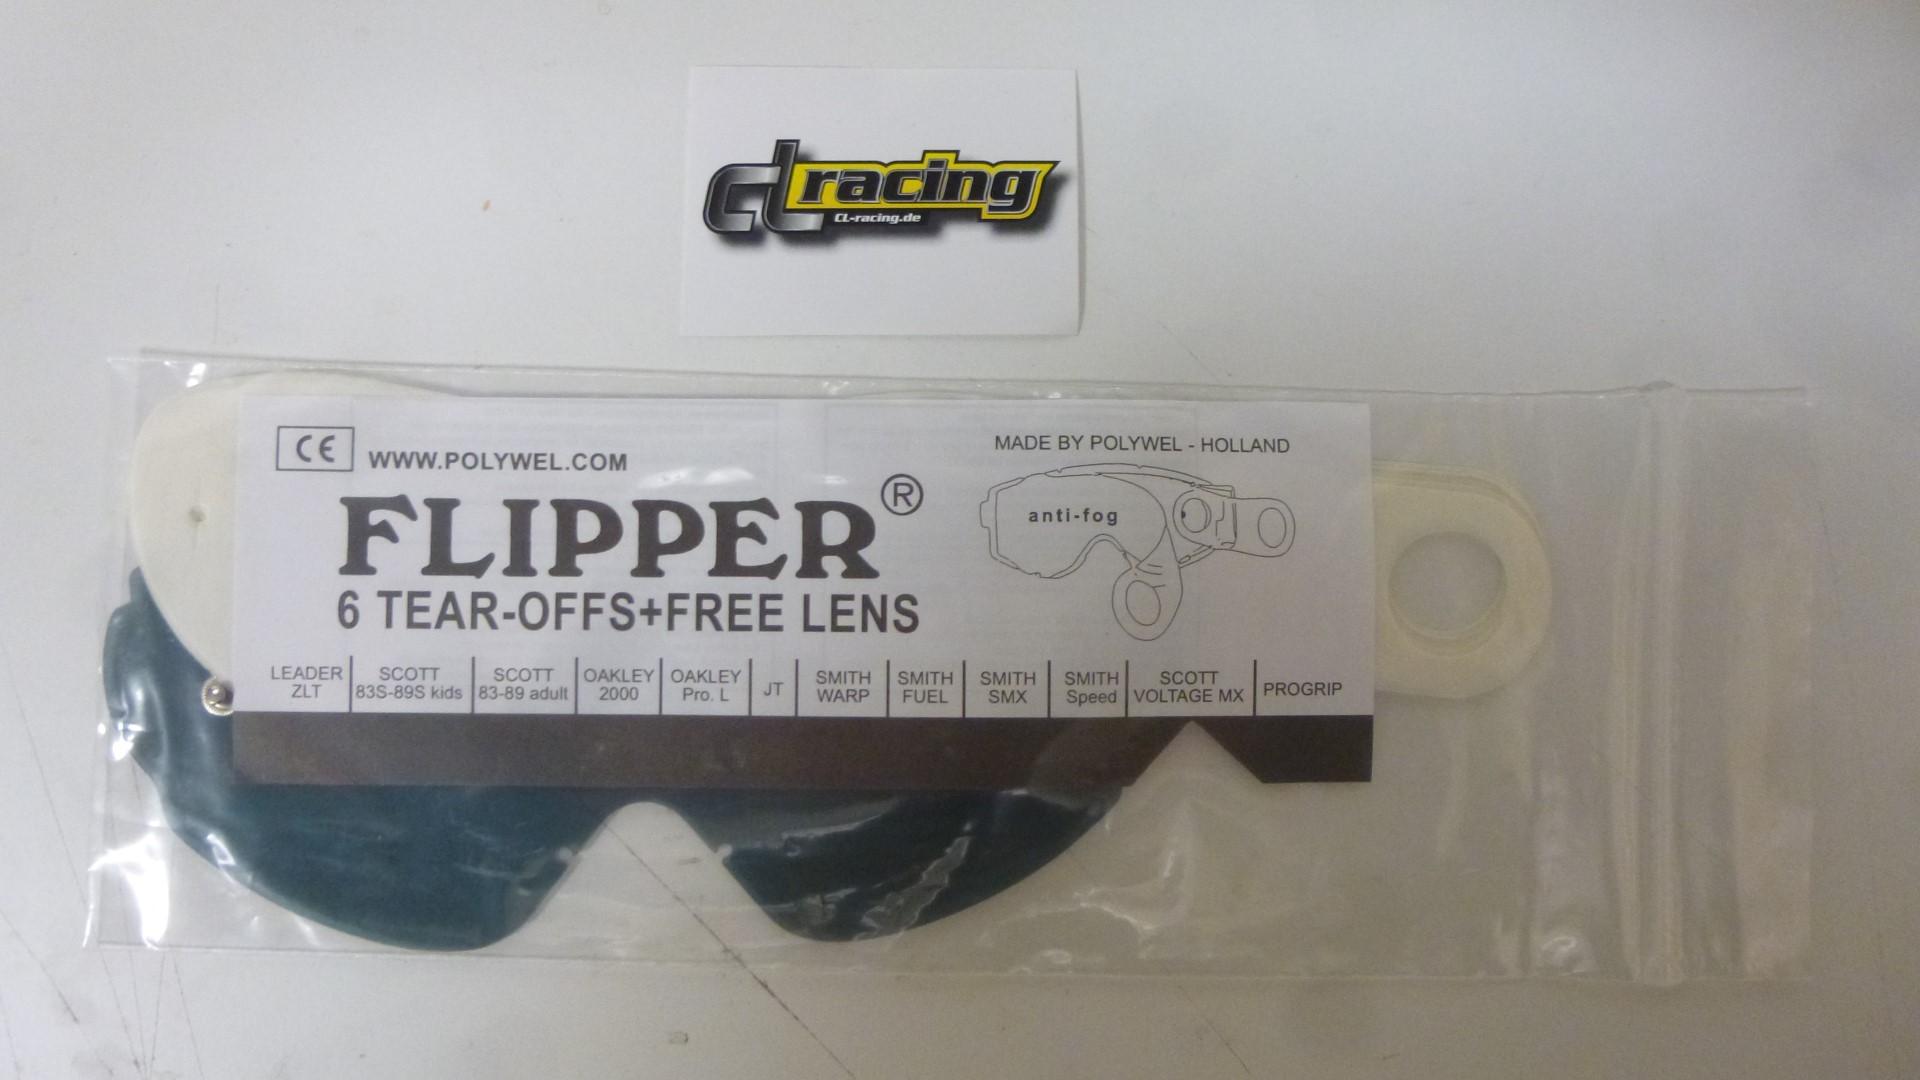 cl racing
CL-racing.de
CE
WWW.POLYWEL.COM
MADE BY POLYWEL - HOLLAND
FLIPPER®
anti-fog
6 TEAR-OFFS+FREE LENS
LEADER ZLT
SCOTT 83S-89S kids
SCOTT 83-89 adult
OAKLEY 2000
OAKLEY Pro. L
JT
SMITH WARP
SMITH FUEL
SMITH SMX
SMITH Speed
SCOTT VOLTAGE MX
PROGRIP